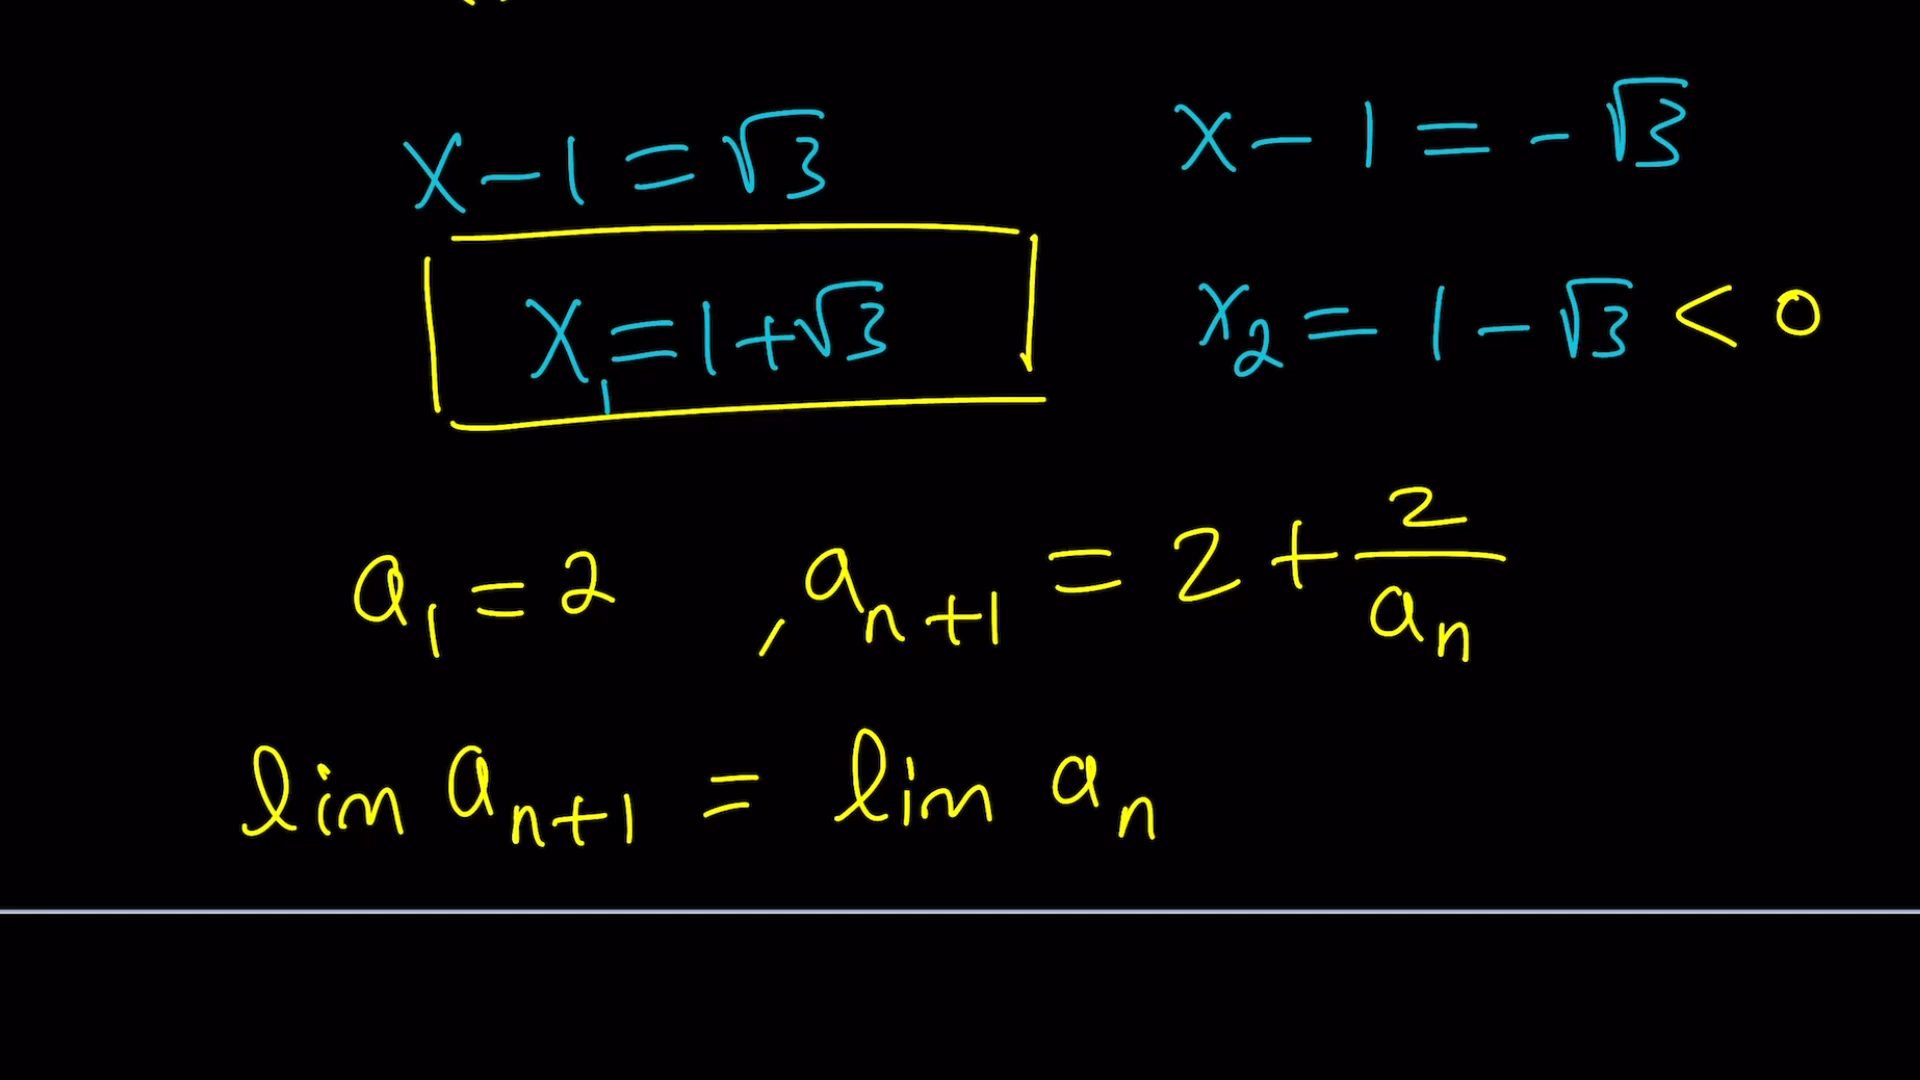 x - 1 = √3
x - 1 = - √3
x₁ = 1 + √3
x₂ = 1 - √3 < 0
a₁ = 2 , aₙ₊₁ = 2 + 2/aₙ
lim aₙ₊₁ = lim aₙ